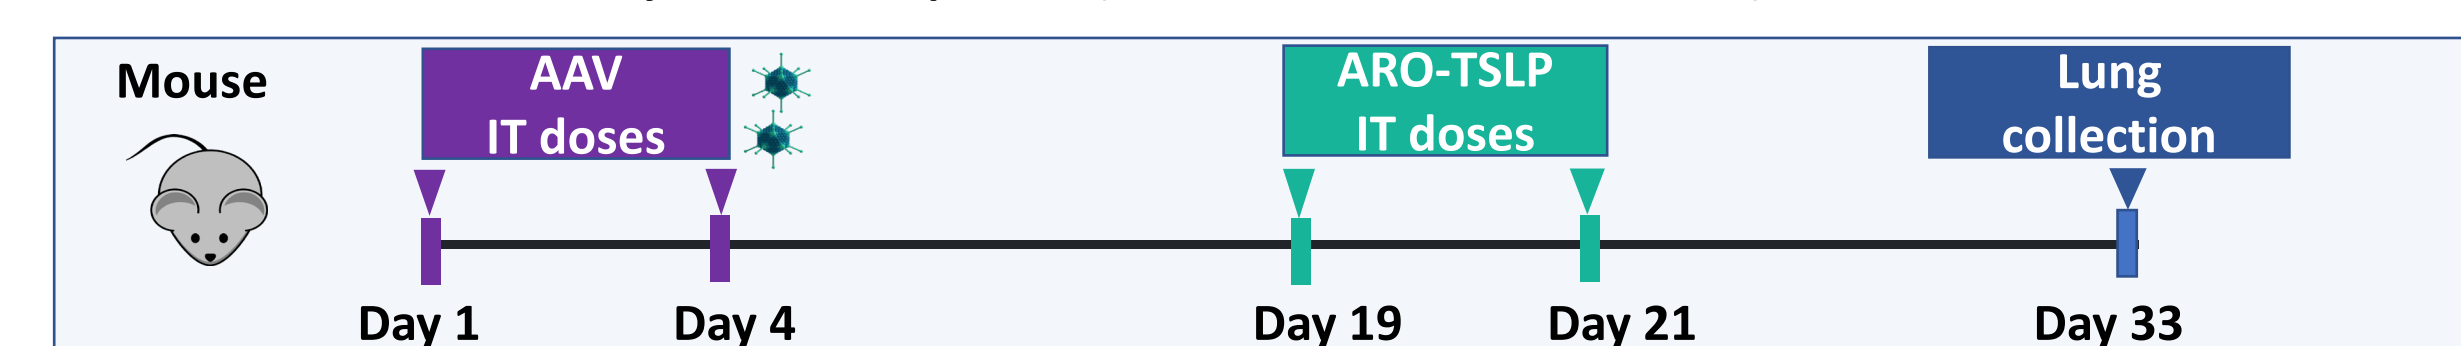 Mouse
AAV
IT doses
ARO-TSLP
IT doses
Lung
collection
Day 1
Day 4
Day 19
Day 21
Day 33